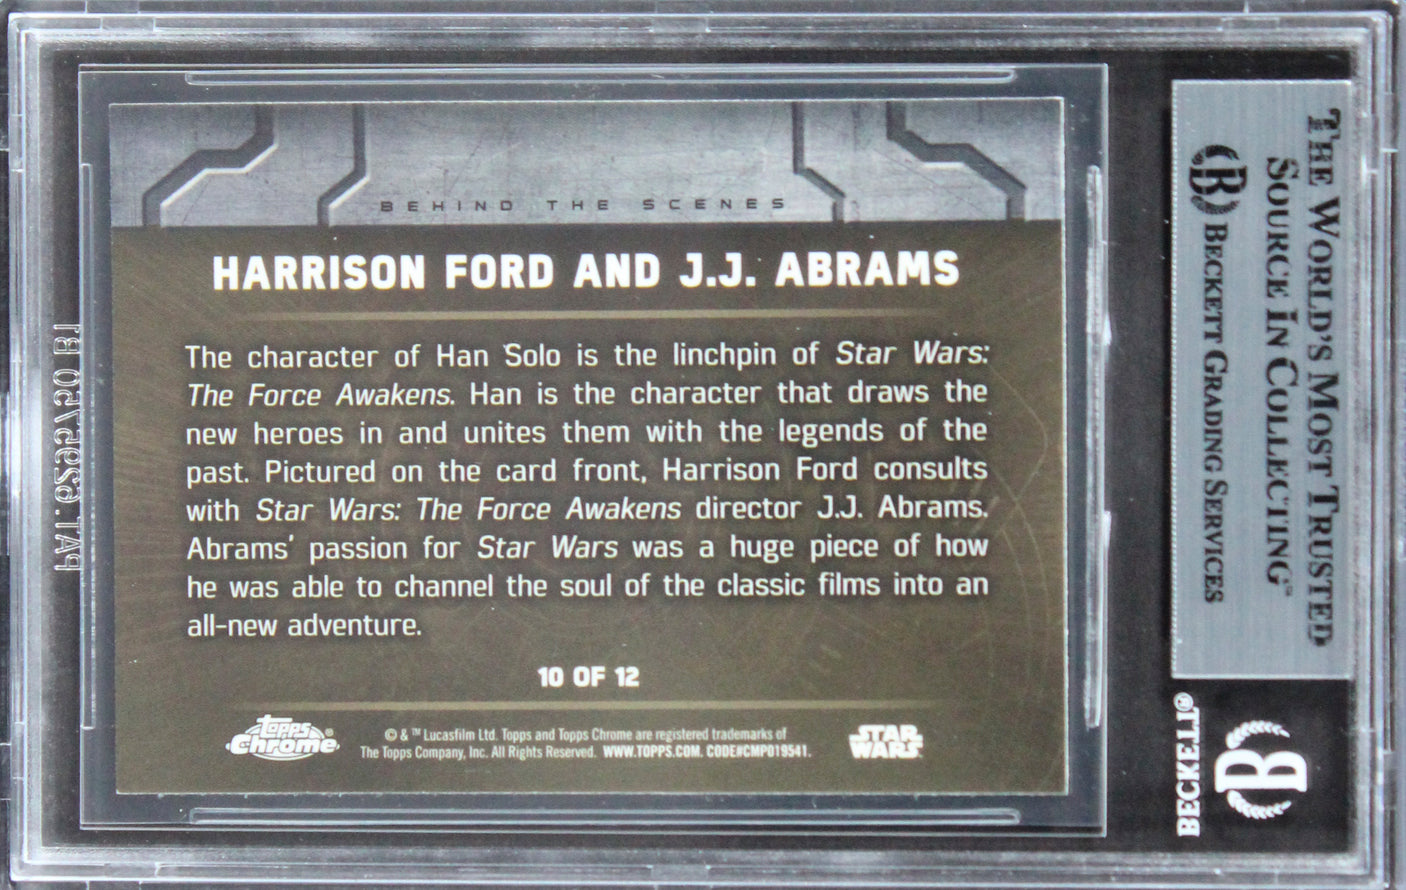 BEHIND THE SCENES
HARRISON FORD AND J.J. ABRAMS
The character of Han Solo is the linchpin of Star Wars:
The Force Awakens. Han is the character that draws the
new heroes in and unites them with the legends of the
past. Pictured on the card front, Harrison Ford consults
with Star Wars: The Force Awakens director J.J. Abrams.
Abrams' passion for Star Wars was a huge piece of how
he was able to channel the soul of the classic films into an
all-new adventure.
10 OF 12
Topps
Chrome®
© & ™ Lucasfilm Ltd. Topps and Topps Chrome are registered trademarks of
The Topps Company, Inc. All Rights Reserved. WWW.TOPPS.COM. CODE#CMP019541.
STAR
WARS
THE WORLD'S MOST TRUSTED
SOURCE IN COLLECTING™
B BECKETT GRADING SERVICES
BECKETT®
B